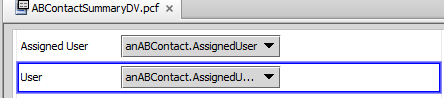 ABContactSummaryDV.pcf ×
Assigned User anABContact.AssignedUser
User anABContact.AssignedU...